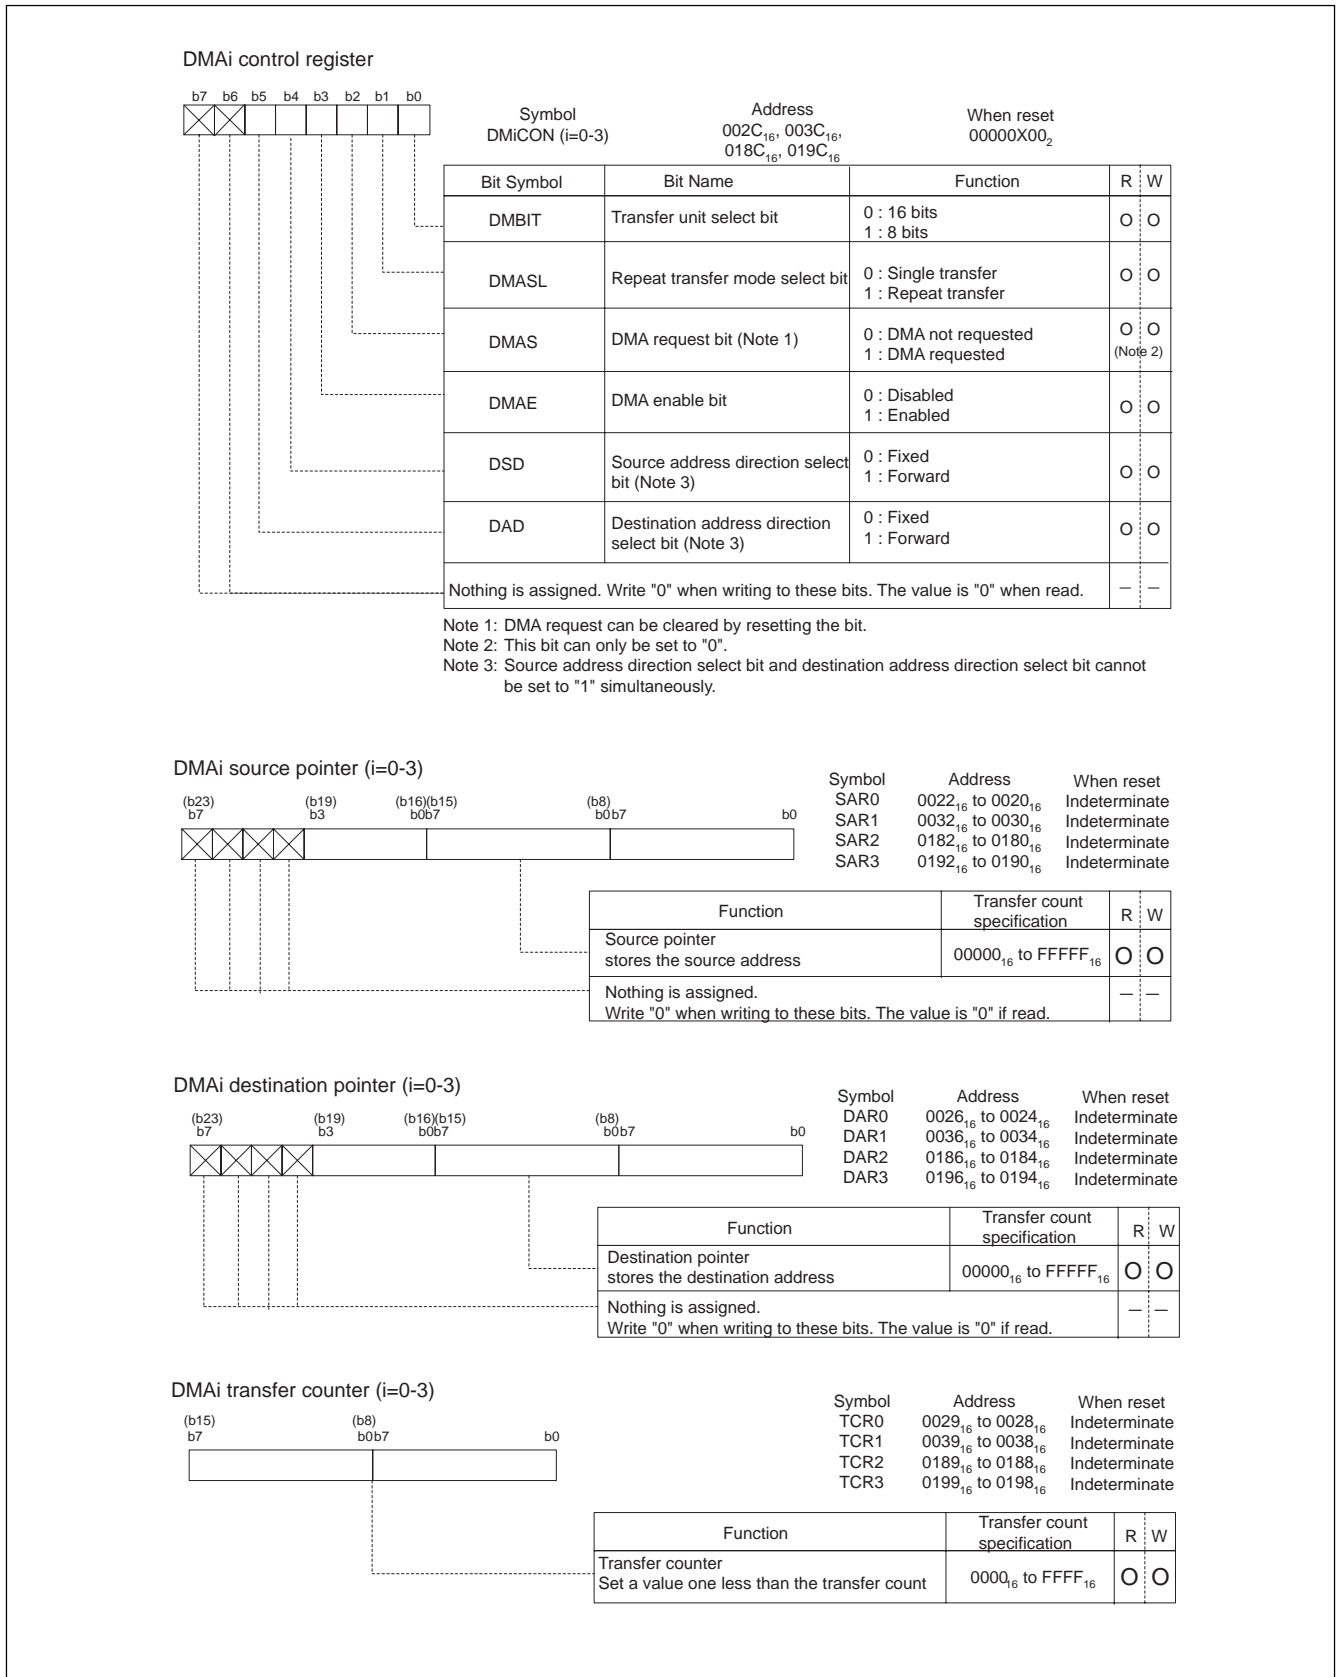 DMAi control register
b7 b6 b5 b4 b3 b2 b1 b0
Symbol Address When reset
DMiCON (i=0-3) 002C16, 003C16, 00000X002
018C16, 019C16
Bit Symbol Bit Name Function R W
DMBIT Transfer unit select bit 0 : 16 bits O O
1 : 8 bits
DMASL Repeat transfer mode select bit 0 : Single transfer O O
1 : Repeat transfer
DMAS DMA request bit (Note 1) 0 : DMA not requested O O
1 : DMA requested (Note 2)
DMAE DMA enable bit 0 : Disabled O O
1 : Enabled
DSD Source address direction select 0 : Fixed O O
bit (Note 3) 1 : Forward
DAD Destination address direction 0 : Fixed O O
select bit (Note 3) 1 : Forward
Nothing is assigned. Write "0" when writing to these bits. The value is "0" when read. – –
Note 1: DMA request can be cleared by resetting the bit.
Note 2: This bit can only be set to "0".
Note 3: Source address direction select bit and destination address direction select bit cannot
be set to "1" simultaneously.
DMAi source pointer (i=0-3)
(b23) (b19) (b16)(b15) (b8)
b7 b3 b0b7 b0b7 b0
Symbol Address When reset
SAR0 002216 to 002016 Indeterminate
SAR1 003216 to 003016 Indeterminate
SAR2 018216 to 018016 Indeterminate
SAR3 019216 to 019016 Indeterminate
Function Transfer count specification R W
Source pointer
stores the source address 0000016 to FFFFF16 O O
Nothing is assigned. – –
Write "0" when writing to these bits. The value is "0" if read.
DMAi destination pointer (i=0-3)
(b23) (b19) (b16)(b15) (b8)
b7 b3 b0b7 b0b7 b0
Symbol Address When reset
DAR0 002616 to 002416 Indeterminate
DAR1 003616 to 003416 Indeterminate
DAR2 018616 to 018416 Indeterminate
DAR3 019616 to 019416 Indeterminate
Function Transfer count specification R W
Destination pointer
stores the destination address 0000016 to FFFFF16 O O
Nothing is assigned. – –
Write "0" when writing to these bits. The value is "0" if read.
DMAi transfer counter (i=0-3)
(b15) (b8)
b7 b0b7 b0
Symbol Address When reset
TCR0 002916 to 002816 Indeterminate
TCR1 003916 to 003816 Indeterminate
TCR2 018916 to 018816 Indeterminate
TCR3 019916 to 019816 Indeterminate
Function Transfer count specification R W
Transfer counter
Set a value one less than the transfer count 000016 to FFFF16 O O